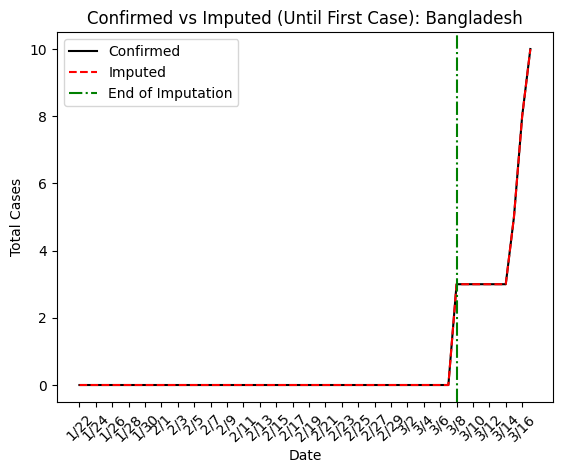 Confirmed vs Imputed (Until First Case): Bangladesh
Confirmed
Imputed
End of Imputation
Total Cases
10
8
6
4
2
0
1/22 1/24 1/26 1/28 1/30 2/1 2/3 2/5 2/7 2/9 2/11 2/13 2/15 2/17 2/19 2/21 2/23 2/25 2/27 2/29 3/2 3/4 3/6 3/8 3/10 3/12 3/14 3/16
Date